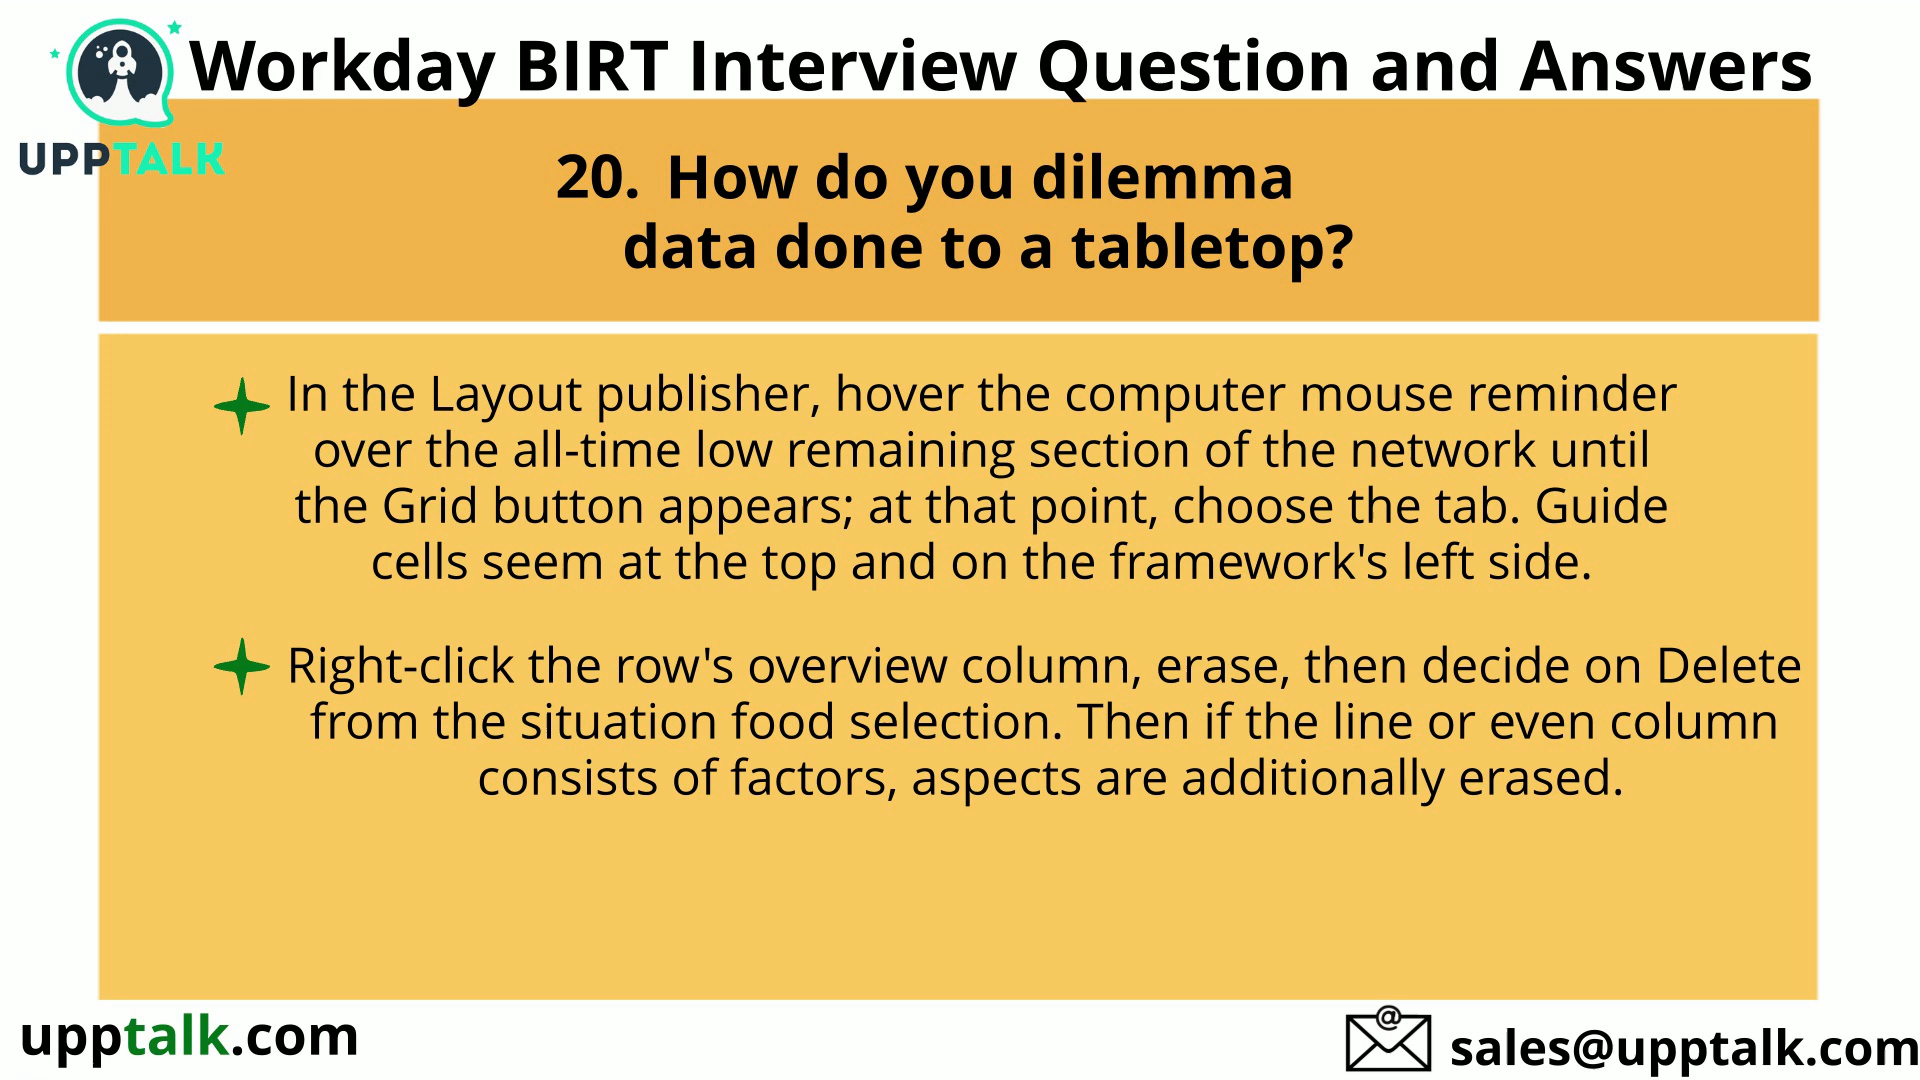 Workday BIRT Interview Question and Answers
UPPTALK
20. How do you dilemma
data done to a tabletop?
In the Layout publisher, hover the computer mouse reminder
over the all-time low remaining section of the network until
the Grid button appears; at that point, choose the tab. Guide
cells seem at the top and on the framework's left side.
Right-click the row's overview column, erase, then decide on Delete
from the situation food selection. Then if the line or even column
consists of factors, aspects are additionally erased.
upptalk.com
@
sales@upptalk.com